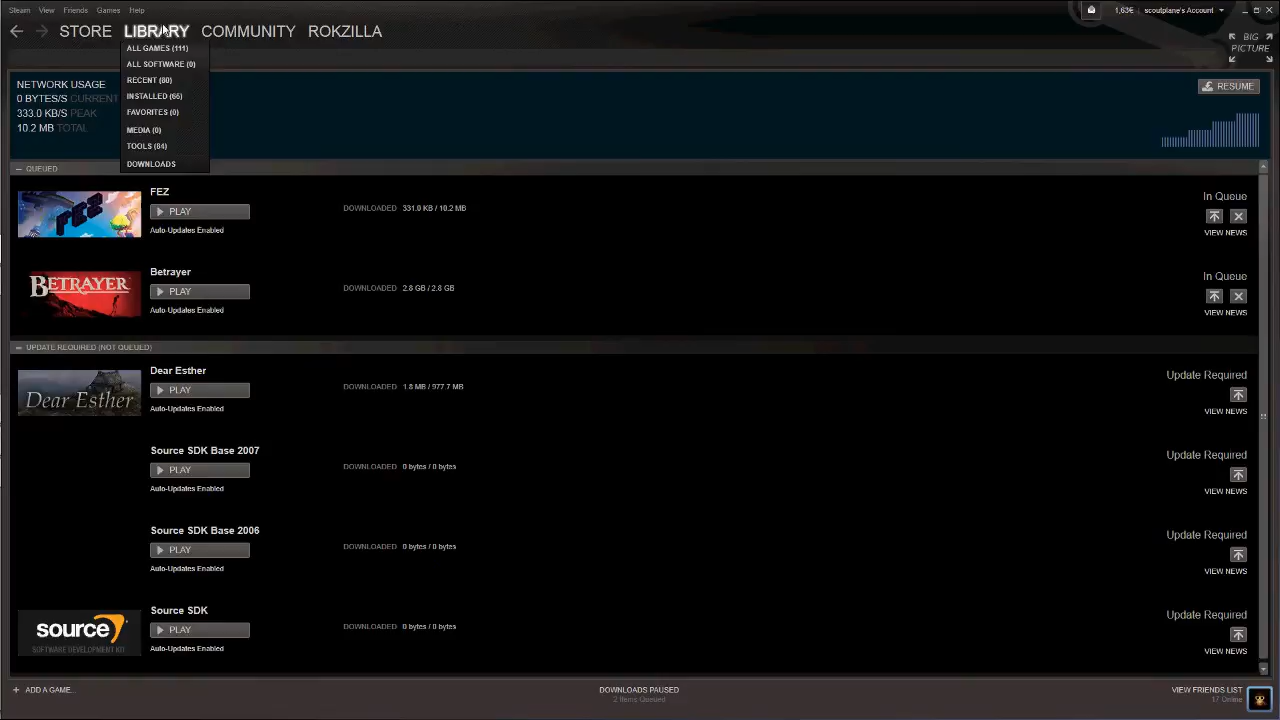 Steam View Friends Games Help
1,63€ scoutplane's Account
STORE LIBRARY COMMUNITY ROKZILLA
BIG PICTURE
ALL GAMES (111)
ALL SOFTWARE (0)
RECENT (80)
INSTALLED (66)
FAVORITES (0)
MEDIA (0)
TOOLS (84)
DOWNLOADS
NETWORK USAGE
0 BYTES/S CURRENT
333.0 KB/S PEAK
10.2 MB TOTAL
RESUME
QUEUED
FEZ
FEZ
PLAY
Auto-Updates Enabled
DOWNLOADED 331.0 KB / 10.2 MB
In Queue
VIEW NEWS
BETRAYER
Betrayer
PLAY
Auto-Updates Enabled
DOWNLOADED 2.8 GB / 2.8 GB
In Queue
VIEW NEWS
UPDATE REQUIRED (NOT QUEUED)
Dear Esther
Dear Esther
PLAY
Auto-Updates Enabled
DOWNLOADED 1.8 MB / 977.7 MB
Update Required
VIEW NEWS
Source SDK Base 2007
PLAY
Auto-Updates Enabled
DOWNLOADED 0 bytes / 0 bytes
Update Required
VIEW NEWS
Source SDK Base 2006
PLAY
Auto-Updates Enabled
DOWNLOADED 0 bytes / 0 bytes
Update Required
VIEW NEWS
source
SOFTWARE DEVELOPMENT KIT
Source SDK
PLAY
Auto-Updates Enabled
DOWNLOADED 0 bytes / 0 bytes
Update Required
VIEW NEWS
ADD A GAME...
DOWNLOADS PAUSED
2 Items Queued
VIEW FRIENDS LIST
17 Online